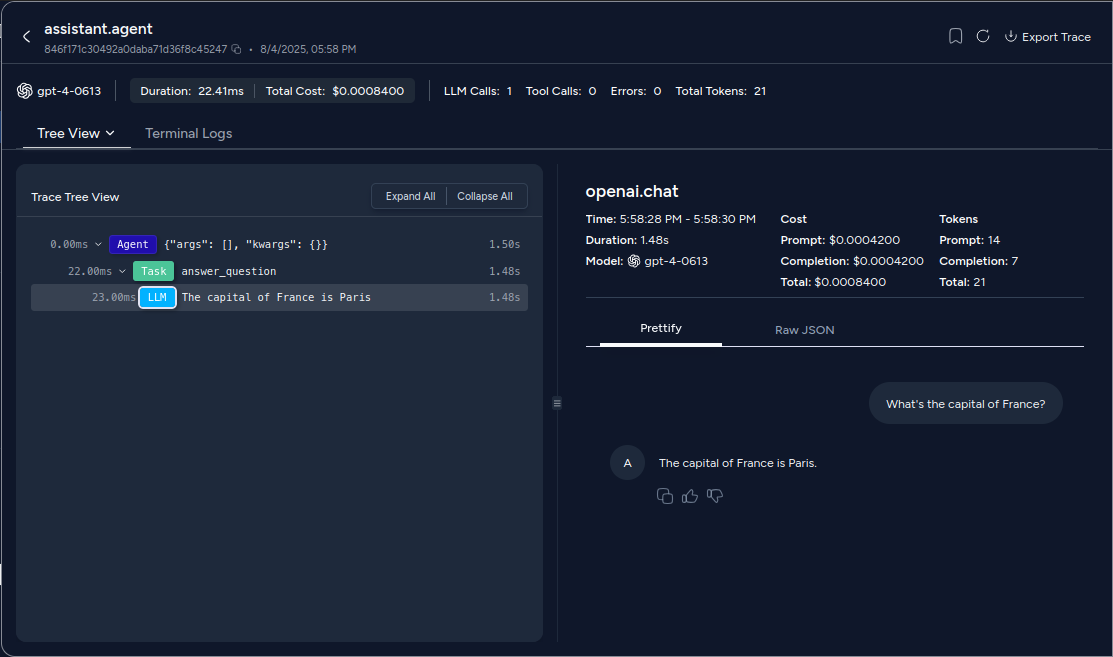 assistant.agent
846f171c30492a0daba71d36f8c45247 • 8/4/2025, 05:58 PM
Export Trace
gpt-4-0613
Duration: 22.41ms
Total Cost: $0.0008400
LLM Calls: 1 Tool Calls: 0 Errors: 0 Total Tokens: 21
Tree View
Terminal Logs
Trace Tree View
Expand All
Collapse All
0.00ms Agent {"args": [], "kwargs": {}} 1.50s
22.00ms Task answer_question 1.48s
23.00ms LLM The capital of France is Paris 1.48s
openai.chat
Time: 5:58:28 PM - 5:58:30 PM
Duration: 1.48s
Model: gpt-4-0613
Cost
Prompt: $0.0004200
Completion: $0.0004200
Total: $0.0008400
Tokens
Prompt: 14
Completion: 7
Total: 21
Prettify
Raw JSON
What's the capital of France?
A
The capital of France is Paris.